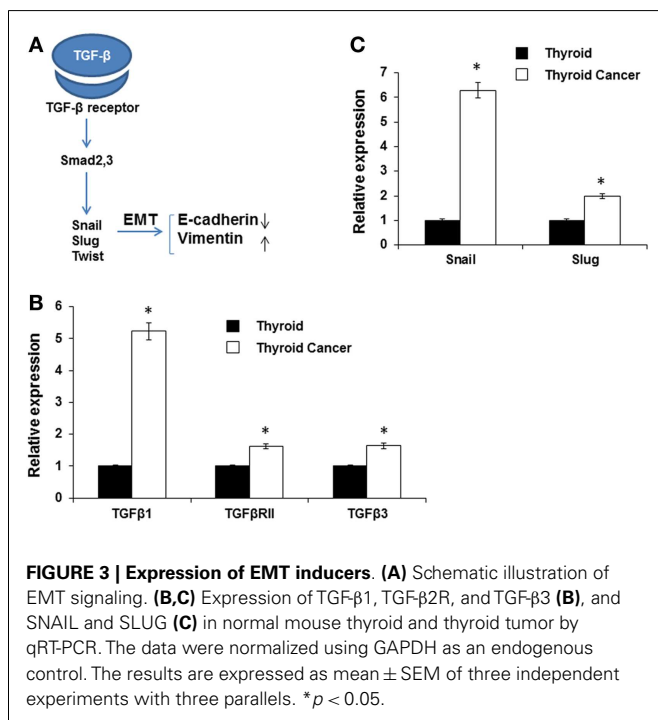 A
TGF-β
TGF-β receptor
Smad2,3
Snail
Slug
Twist
EMT
E-cadherin ↓
Vimentin ↑
C
Thyroid
Thyroid Cancer
Relative expression
7
6
5
4
3
2
1
0
*
*
Snail
Slug
B
Thyroid
Thyroid Cancer
Relative expression
6
5
4
3
2
1
0
*
*
*
TGFβ1
TGFβRII
TGFβ3
FIGURE 3 | Expression of EMT inducers. (A) Schematic illustration of
EMT signaling. (B,C) Expression of TGF-β1, TGF-β2R, and TGF-β3 (B), and
SNAIL and SLUG (C) in normal mouse thyroid and thyroid tumor by
qRT-PCR. The data were normalized using GAPDH as an endogenous
control. The results are expressed as mean ± SEM of three independent
experiments with three parallels. *p < 0.05.